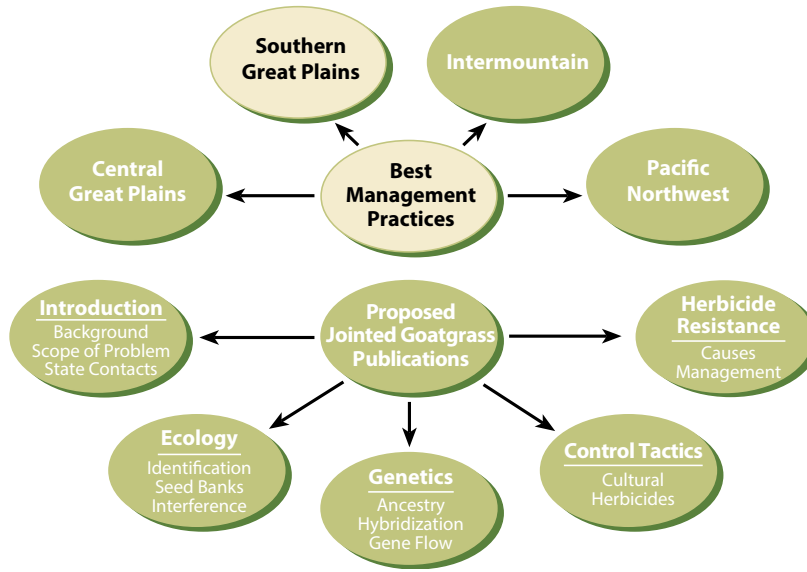 Southern
Great Plains
Intermountain
Central
Great Plains
Best
Management
Practices
Pacific
Northwest
Introduction
Background
Scope of Problem
State Contacts
Proposed
Jointed Goatgrass
Publications
Herbicide
Resistance
Causes
Management
Ecology
Identification
Seed Banks
Interference
Genetics
Ancestry
Hybridization
Gene Flow
Control Tactics
Cultural
Herbicides